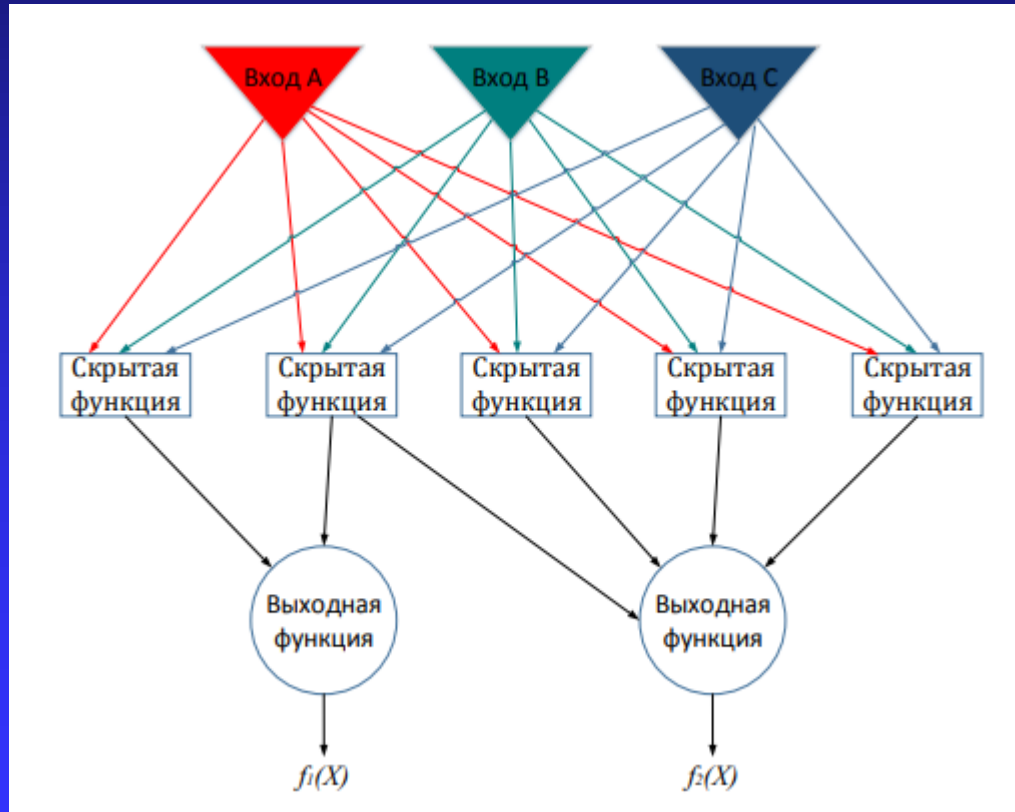 Вход A
Вход B
Вход C
Скрытая
функция
Скрытая
функция
Скрытая
функция
Скрытая
функция
Скрытая
функция
Выходная
функция
Выходная
функция
f₁(X)
f₂(X)